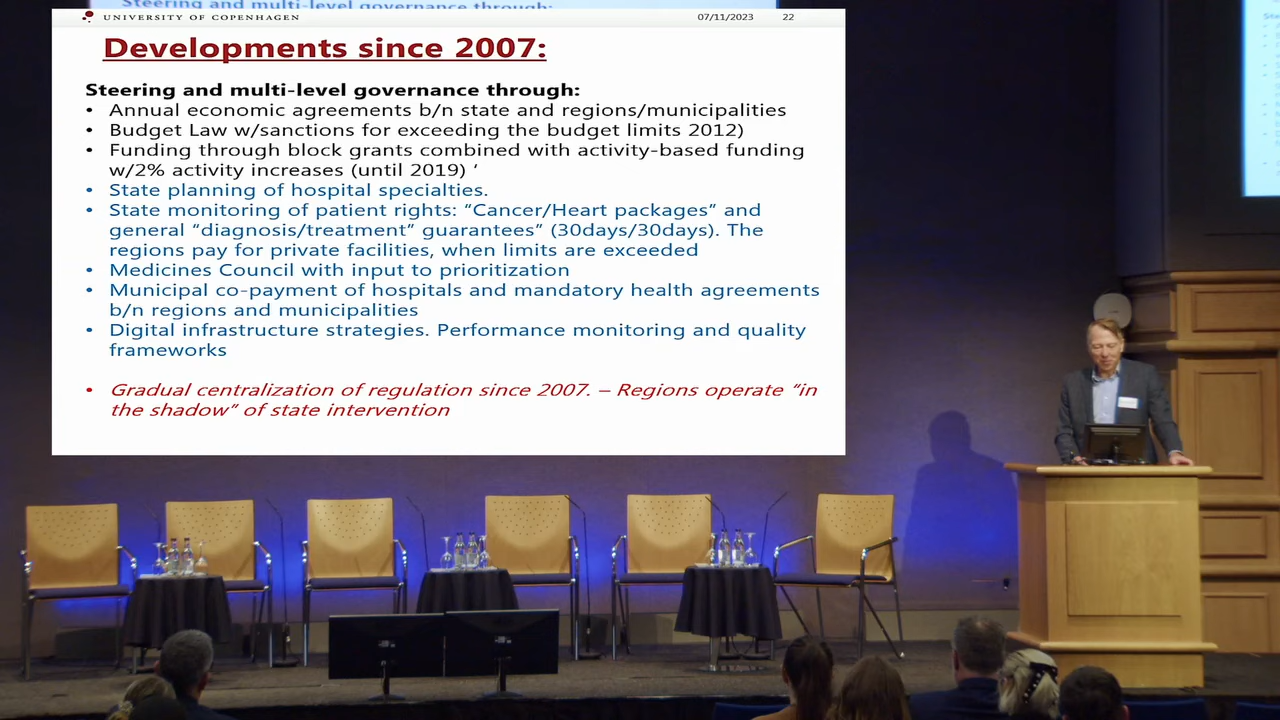 Steering and multi-level governance through:
UNIVERSITY OF COPENHAGEN
07/11/2023 22
Developments since 2007:
Steering and multi-level governance through:
• Annual economic agreements b/n state and regions/municipalities
• Budget Law w/sanctions for exceeding the budget limits 2012)
• Funding through block grants combined with activity-based funding
w/2% activity increases (until 2019) ‘
• State planning of hospital specialties.
• State monitoring of patient rights: “Cancer/Heart packages” and
general “diagnosis/treatment” guarantees” (30days/30days). The
regions pay for private facilities, when limits are exceeded
• Medicines Council with input to prioritization
• Municipal co-payment of hospitals and mandatory health agreements
b/n regions and municipalities
• Digital infrastructure strategies. Performance monitoring and quality
frameworks
• Gradual centralization of regulation since 2007. – Regions operate “in
the shadow” of state intervention